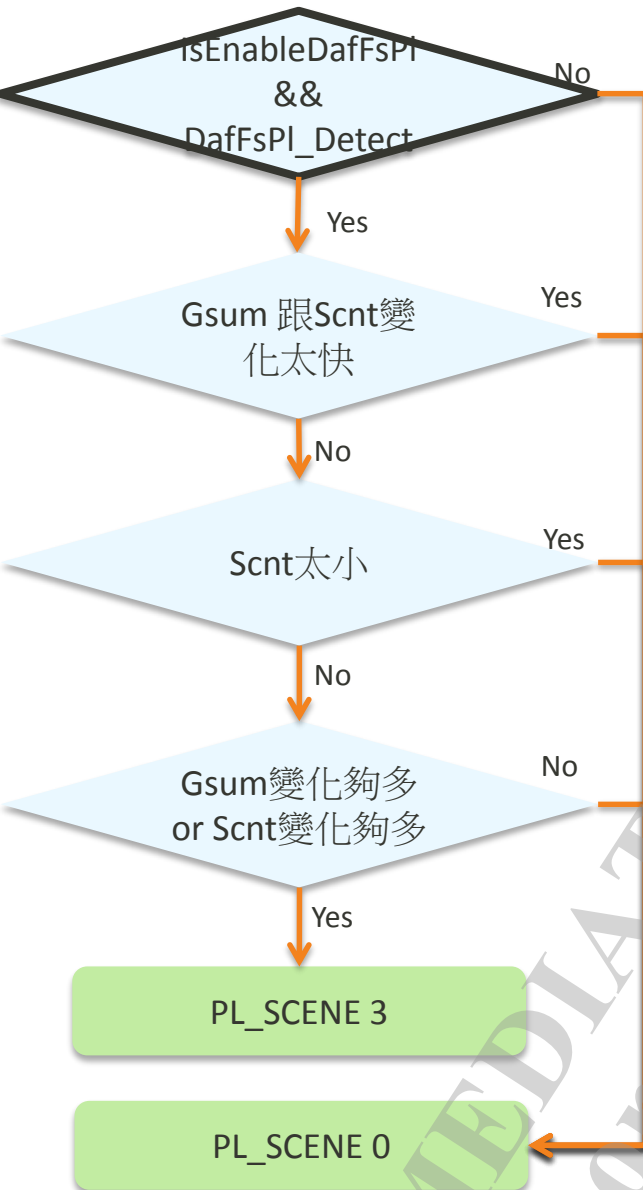 IsEnableDafFsPl
&&
DafFsPl_Detect
No
Yes
Gsum 跟Scnt變
化太快
Yes
No
Scnt太小
Yes
No
Gsum變化夠多
or Scnt變化夠多
No
Yes
PL_SCENE 3
PL_SCENE 0